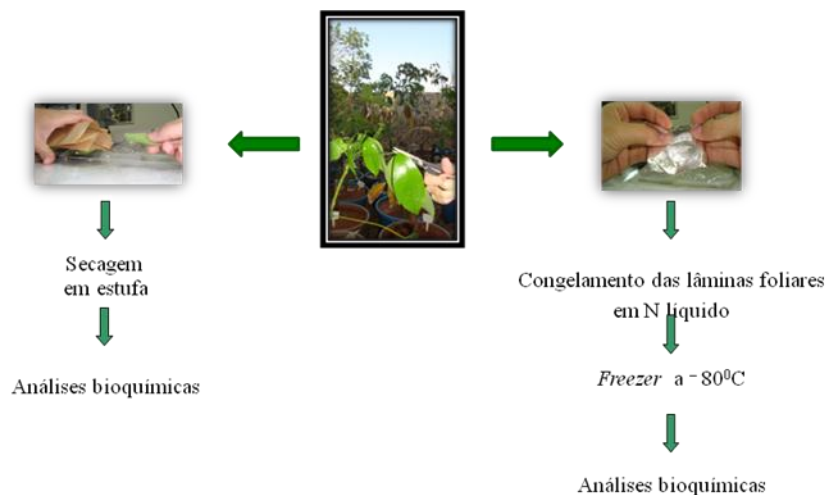 Secagem
em estufa
Análises bioquímicas
Congelamento das lâminas foliares
em N líquido
Freezer a ⁻ 80⁰C
Análises bioquímicas